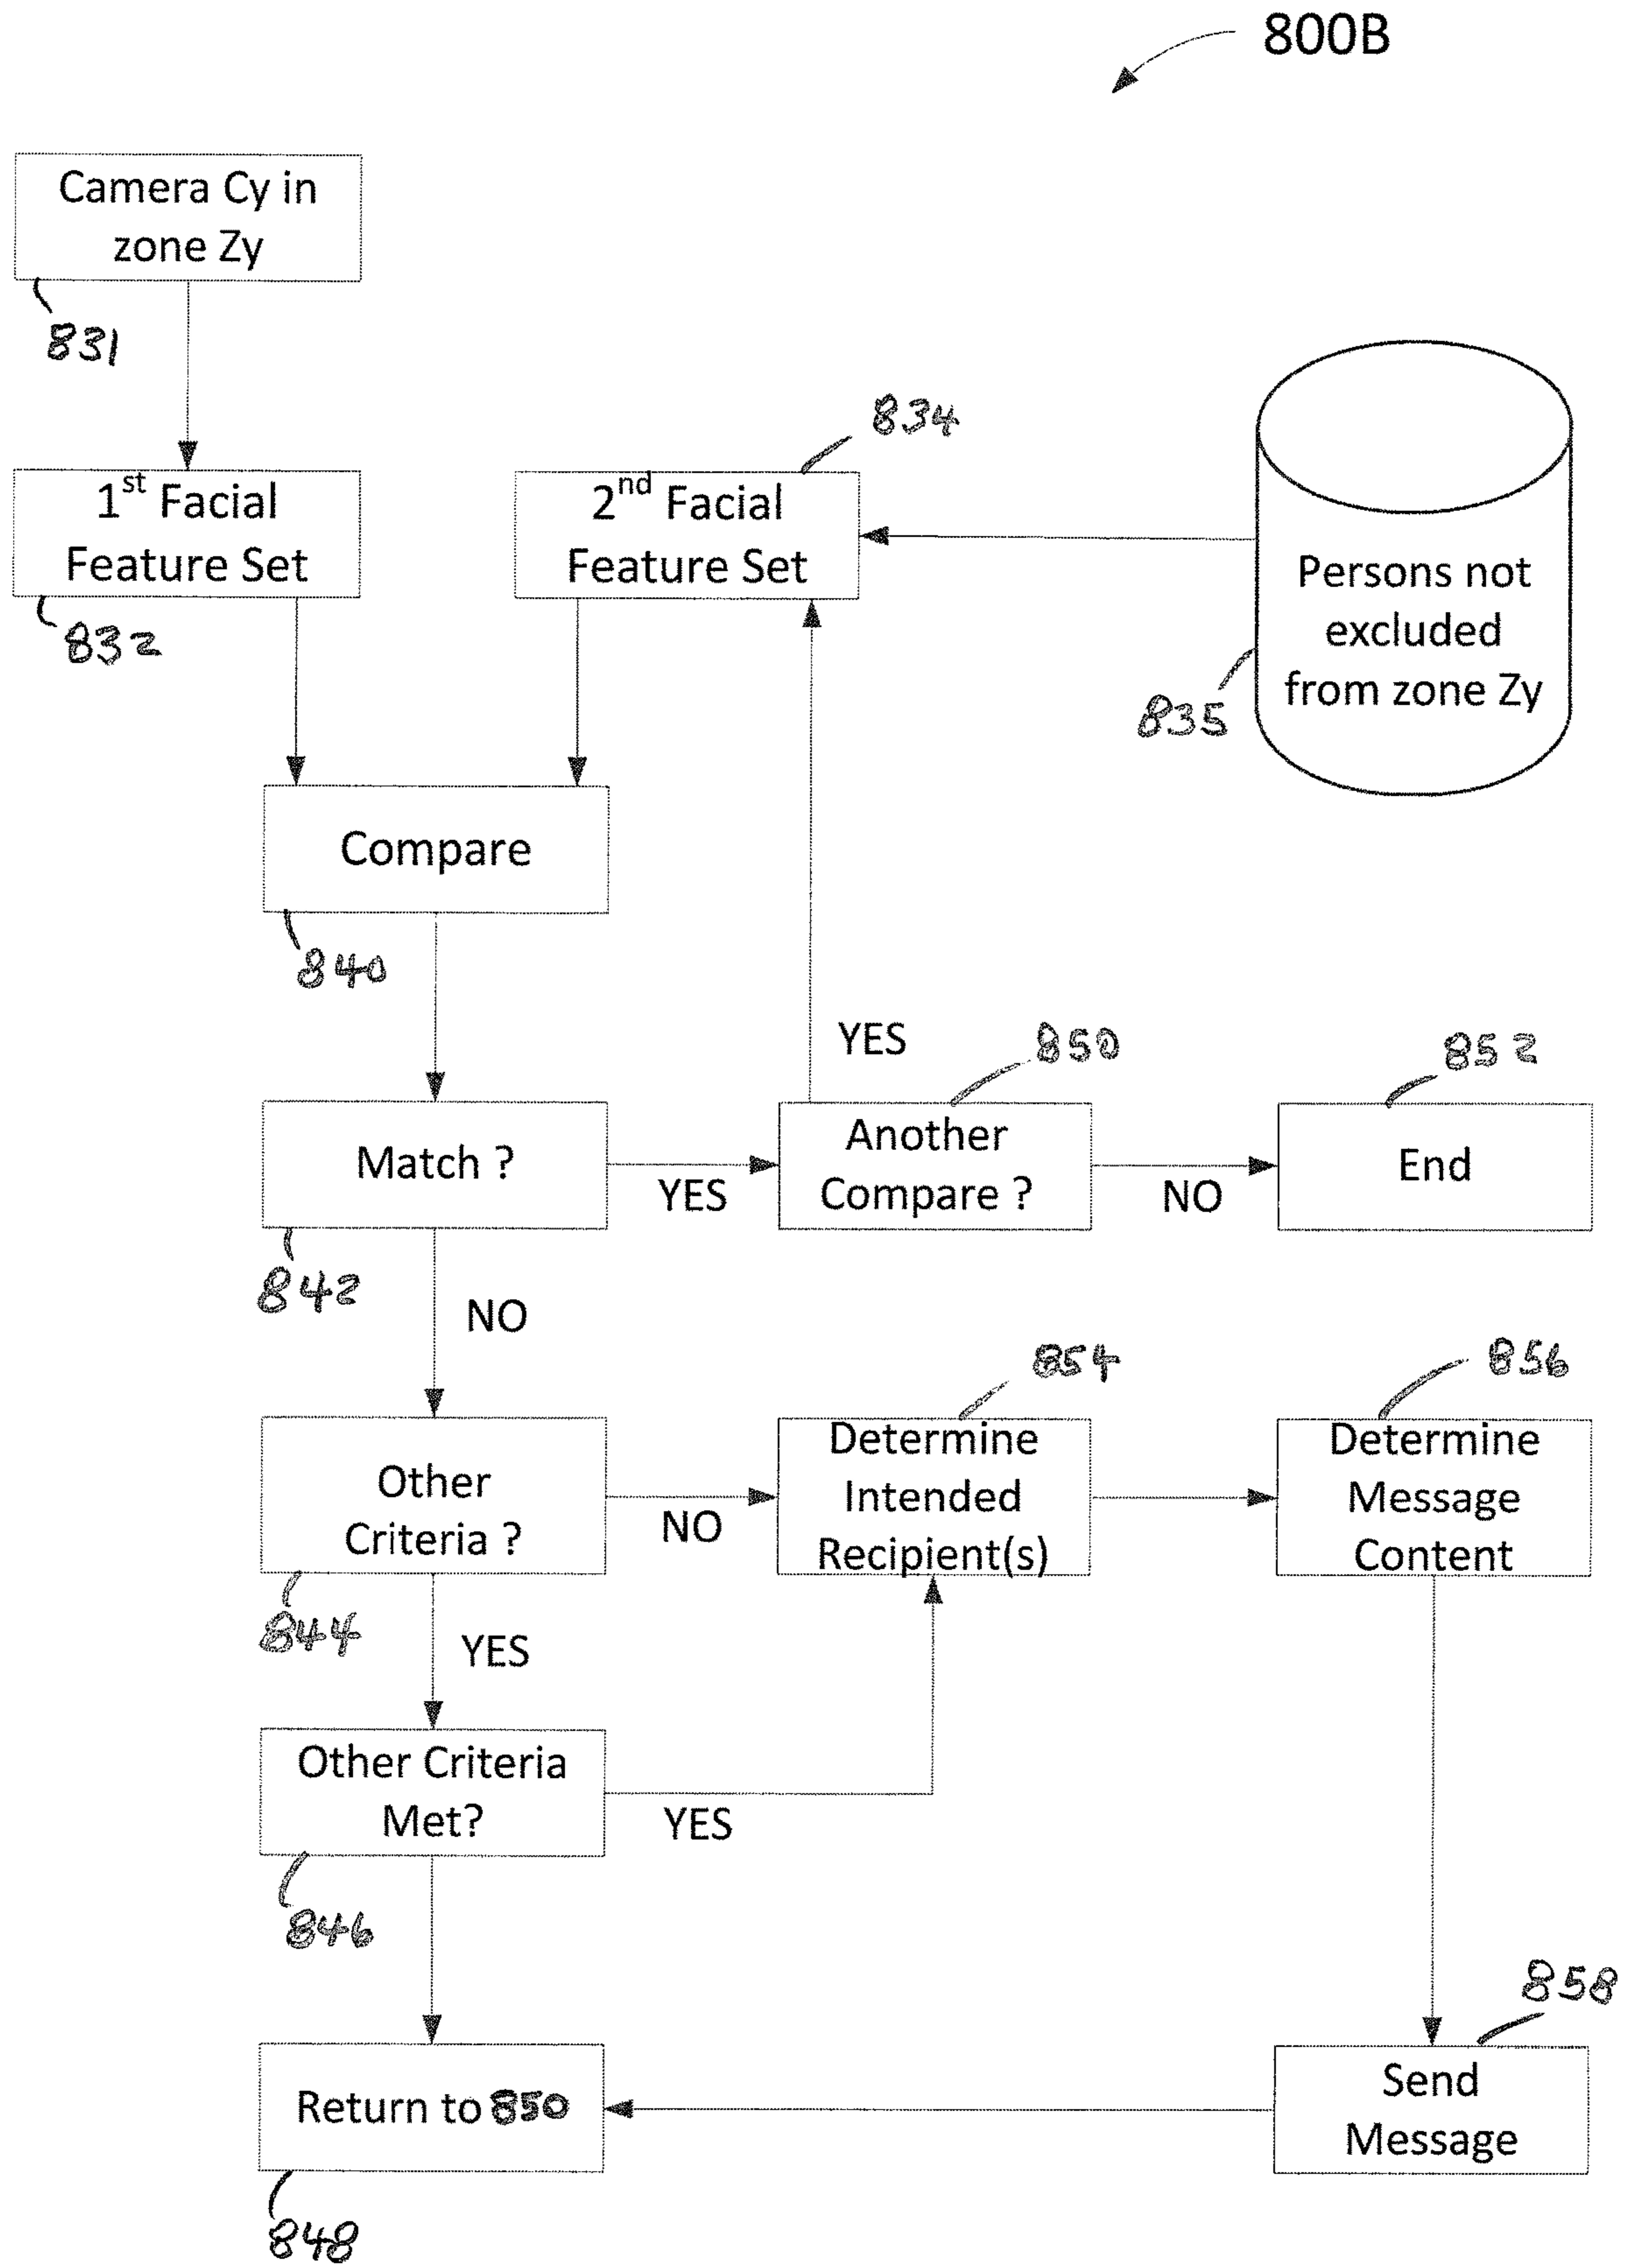 800B
Camera Cy in
zone Zy
831
834
1st Facial
Feature Set
832
2nd Facial
Feature Set
Persons not
excluded
from zone Zy
835
Compare
840
YES
850
852
Match ?
YES
Another
Compare ?
NO
End
842
NO
854
856
Other
Criteria ?
NO
Determine
Intended
Recipient(s)
Determine
Message
Content
844
YES
Other Criteria
Met?
YES
846
858
Return to 850
Send
Message
848